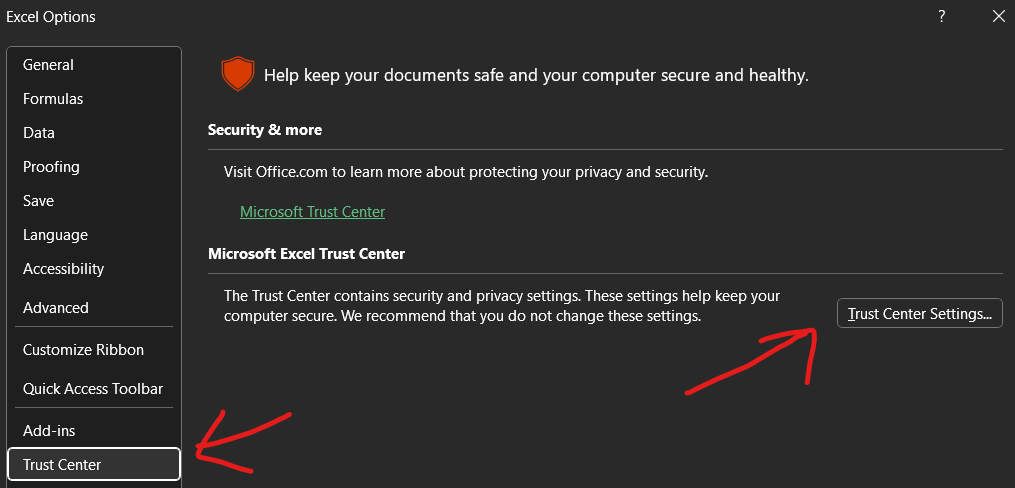 Excel Options
?
General
Formulas
Data
Proofing
Save
Language
Accessibility
Advanced
Customize Ribbon
Quick Access Toolbar
Add-ins
Trust Center
Help keep your documents safe and your computer secure and healthy.
Security & more
Visit Office.com to learn more about protecting your privacy and security.
Microsoft Trust Center
Microsoft Excel Trust Center
The Trust Center contains security and privacy settings. These settings help keep your
computer secure. We recommend that you do not change these settings.
Trust Center Settings...